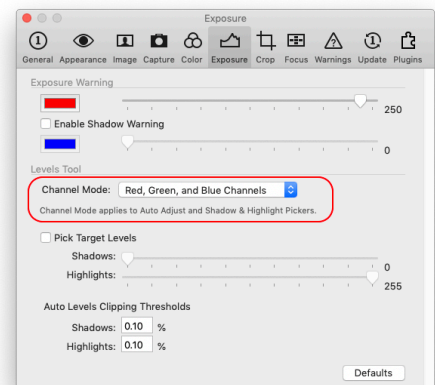 Exposure
General Appearance Image Capture Color Exposure Crop Focus Warnings Update Plugins
Exposure Warning
250
Enable Shadow Warning
0
Levels Tool
Channel Mode: Red, Green, and Blue Channels
Channel Mode applies to Auto Adjust and Shadow & Highlight Pickers.
Pick Target Levels
Shadows: 0
Highlights: 255
Auto Levels Clipping Thresholds
Shadows: 0.10 %
Highlights: 0.10 %
Defaults